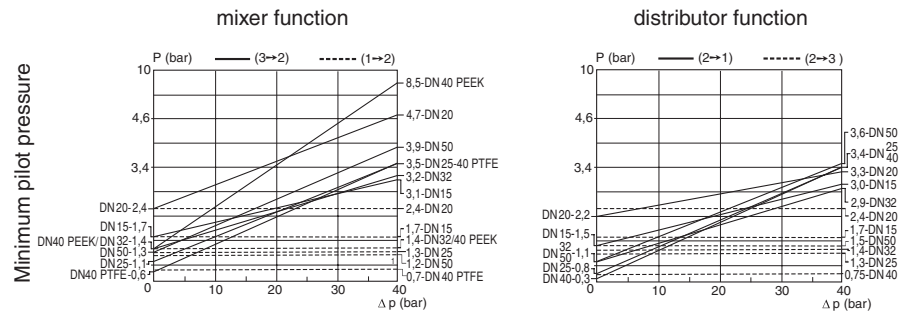 mixer function
distributor function
Minimum pilot pressure
P (bar)
(3→2)
(1→2)
10
4,6
3,4
DN20-2,4
DN15-1,7
DN40 PEEK/DN32-1,4
DN50-1,3
DN25-1,1
DN40 PTFE-0,6
8,5-DN40 PEEK
4,7-DN20
3,9-DN50
3,5-DN25-40 PTFE
3,2-DN32
3,1-DN15
2,4-DN20
1,7-DN15
1,4-DN32/40 PEEK
1,3-DN25
1,2-DN50
0,7-DN40 PTFE
1
0
10
20
30
40
Δ p (bar)
P (bar)
(2→1)
(2→3)
10
4,6
3,4
DN20-2,2
DN15-1,5
32
DN50-1,1
50
DN25-0,8
DN40-0,3
3,6-DN50
25
3,4-DN40
3,3-DN20
3,0-DN15
2,9-DN32
2,4-DN20
1,7-DN15
1,5-DN50
1,4-DN32
1,3-DN25
0,75-DN40
0
10
20
30
40
Δ p (bar)